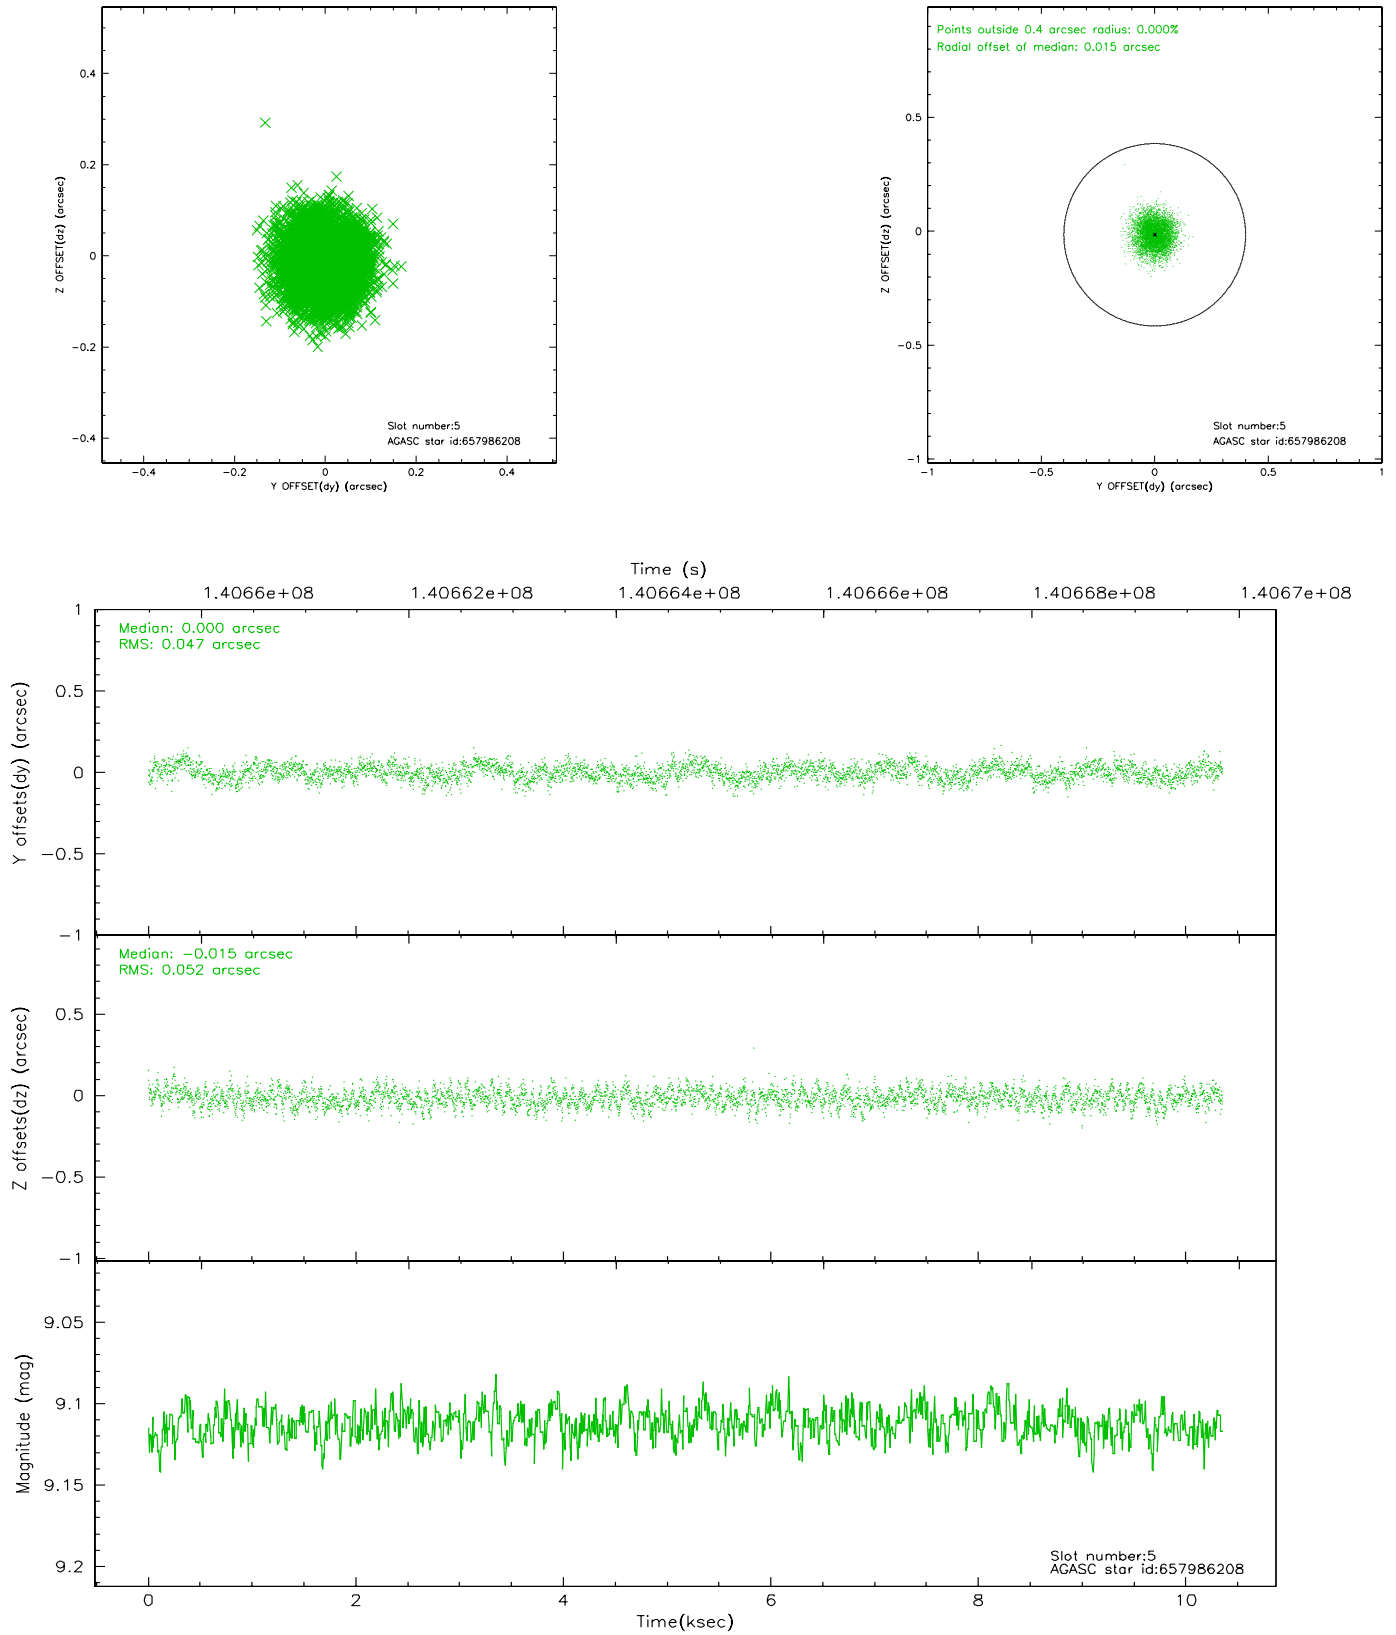 0.4
0.2
0
−0.2
−0.4
Z OFFSET(dz) (arcsec)
Slot number:5
AGASC star id:657986208
−0.4 −0.2 0 0.2 0.4
Y OFFSET(dy) (arcsec)
Points outside 0.4 arcsec radius: 0.000%
Radial offset of median: 0.015 arcsec
0.5
0
−0.5
−1
Z OFFSET(dz) (arcsec)
Slot number:5
AGASC star id:657986208
−1 −0.5 0 0.5 1
Y OFFSET(dy) (arcsec)
Time (s)
1.4066e+08 1.40662e+08 1.40664e+08 1.40666e+08 1.40668e+08 1.4067e+08
Median: 0.000 arcsec
RMS: 0.047 arcsec
1
0.5
0
−0.5
−1
Y offsets(dy) (arcsec)
Median: −0.015 arcsec
RMS: 0.052 arcsec
0.5
0
−0.5
−1
Z offsets(dz) (arcsec)
9.05
9.1
9.15
9.2
Magnitude (mag)
Slot number:5
AGASC star id:657986208
0 2 4 6 8 10
Time(ksec)